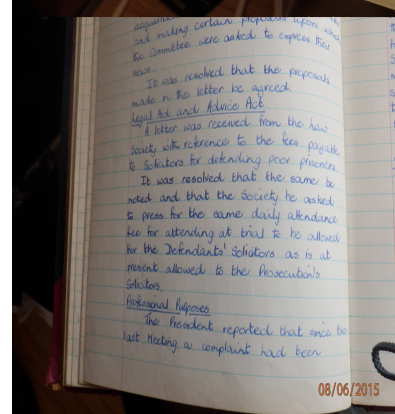 and making certain proposals upon which
the Committee were asked to express their
views.
It was resolved that the proposals
made in the letter be agreed.
Legal Aid and Advice Act
A letter was received from the Law
Society with reference to the fees payable
to Solicitors for defending poor prisoners.
It was resolved that the same be
noted and that the Society be asked
to press for the same daily attendance
fee for attending at trial to be allowed
for the Defendants' Solicitors as is at
present allowed to the Prosecution's
Solicitors.
Professional Purposes
The President reported that since the
last Meeting a complaint had been
08/06/2015